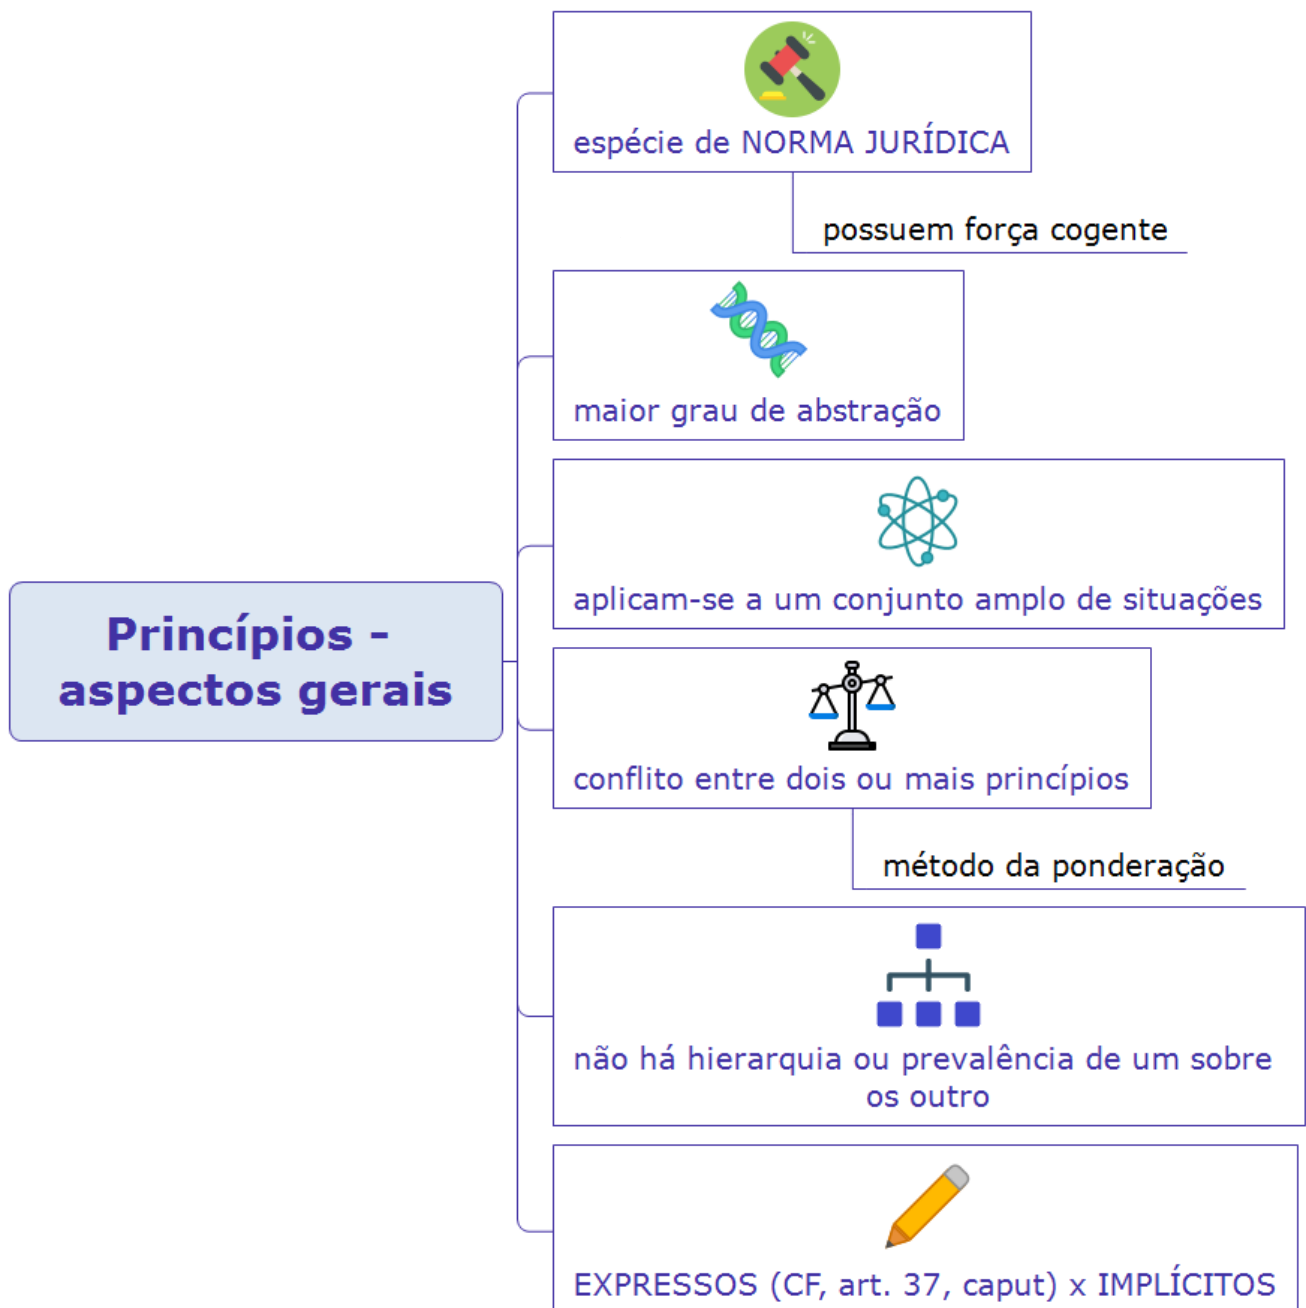 espécie de NORMA JURÍDICA
possuem força cogente
maior grau de abstração
aplicam-se a um conjunto amplo de situações
Princípios -
aspectos gerais
conflito entre dois ou mais princípios
método da ponderação
não há hierarquia ou prevalência de um sobre
os outro
EXPRESSOS (CF, art. 37, caput) x IMPLÍCITOS